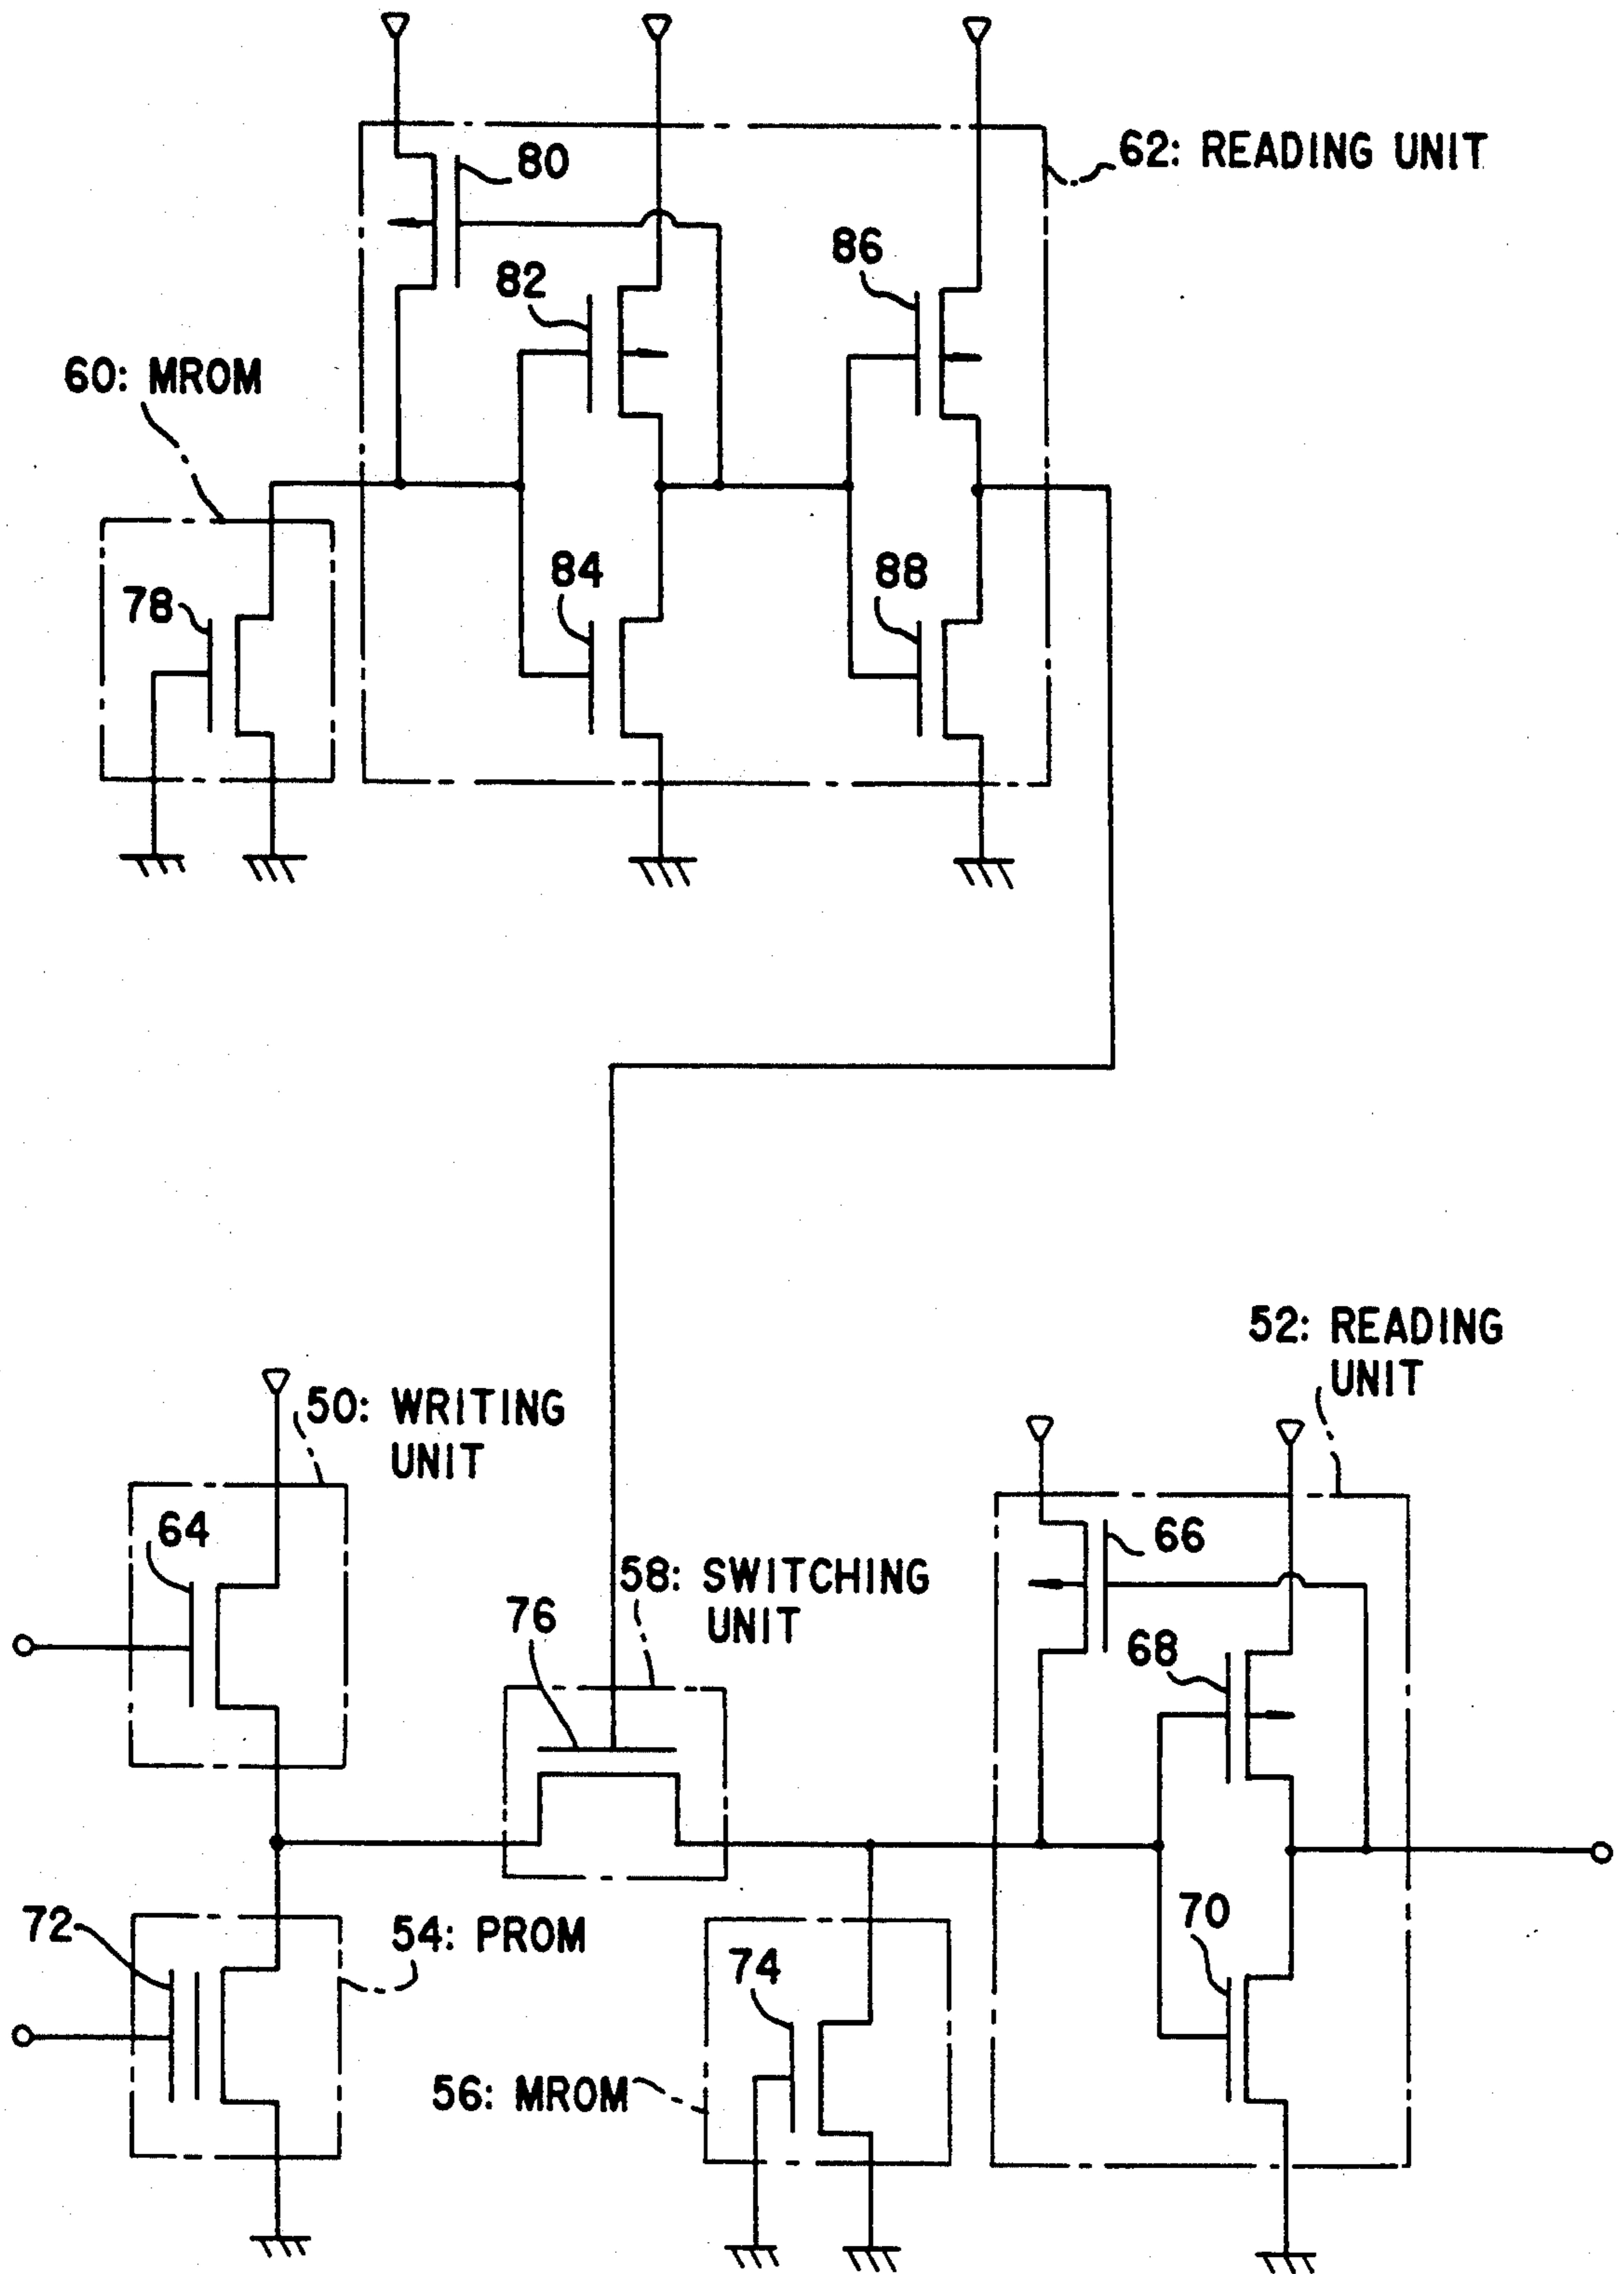 80
62: READING UNIT
86
82
60: MROM
84
88
78
52: READING
UNIT
50: WRITING
UNIT
64
66
58: SWITCHING
UNIT
76
68
72
54: PROM
70
74
56: MROM